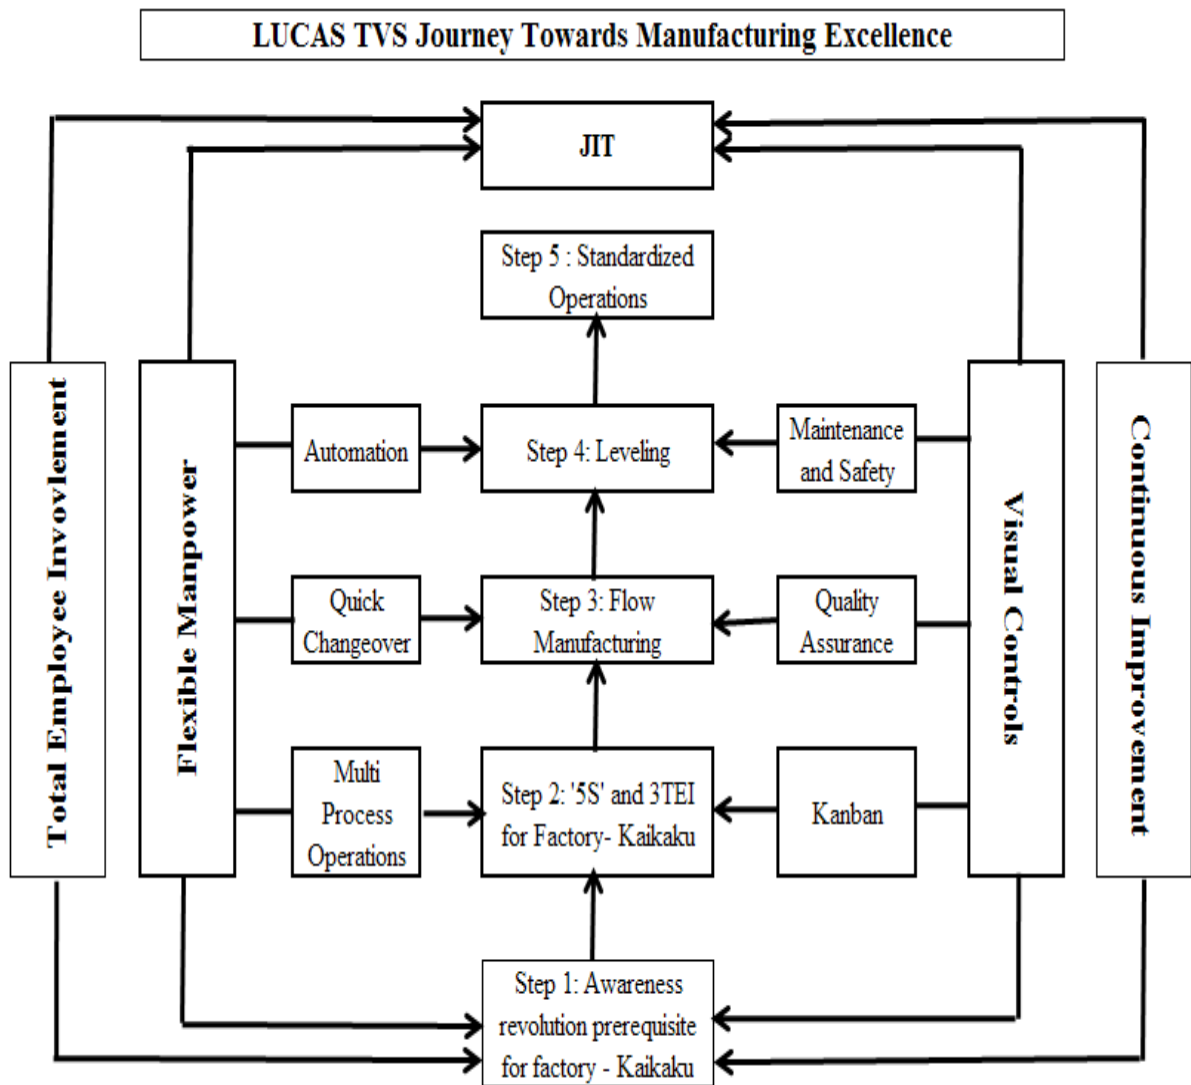 LUCAS TVS Journey Towards Manufacturing Excellence
JIT
Step 5 : Standardized
Operations
Total Employee Invovlement
Flexible Manpower
Automation
Step 4: Leveling
Maintenance
and Safety
Visual Controls
Continuous Improvement
Quick
Changeover
Step 3: Flow
Manufacturing
Quality
Assurance
Multi
Process
Operations
Step 2: '5S' and 3TEI
for Factory- Kaikaku
Kanban
Step 1: Awareness
revolution prerequisite
for factory - Kaikaku